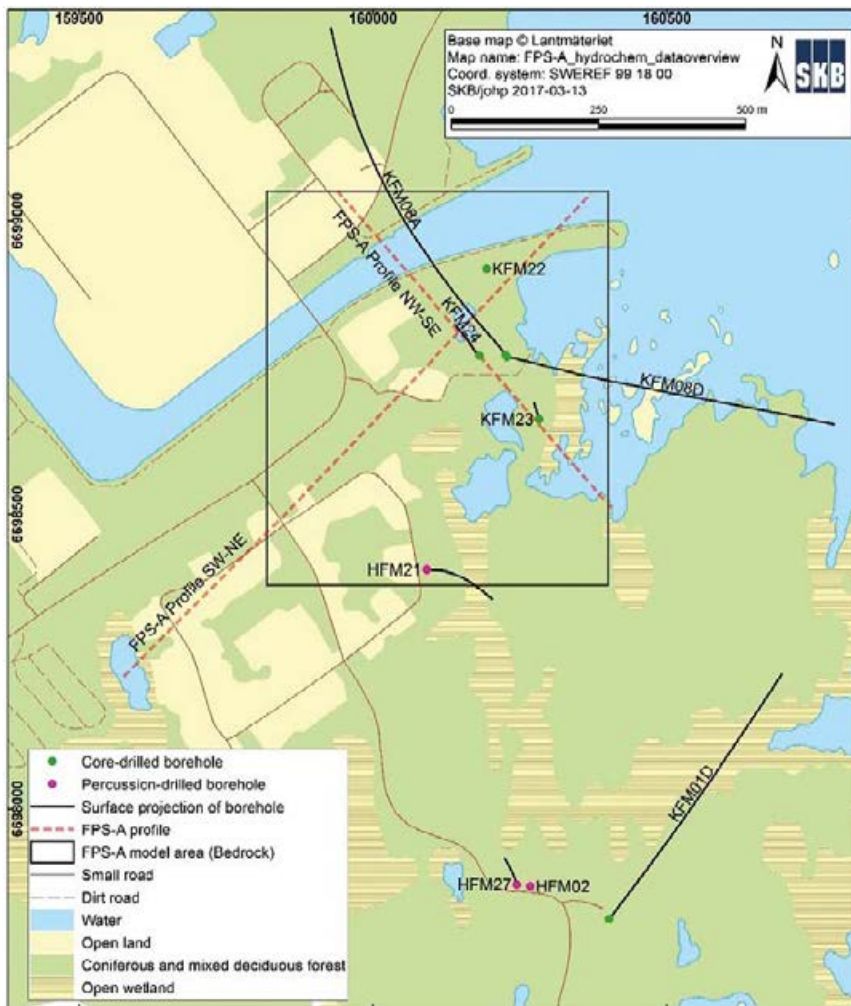 159500
160000
160500
Base map © Lantmäteriet
Map name: FPS-A_hydrochem_dataoverview
Coord. system: SWEREF 99 18 00
SKB/johp 2017-03-13
0 250 500 m
N
SKB
6699000
KFM08A
FPS-A Profile NW-SE
KFM22
KFM24
KFM08D
KFM23
6698500
HFM21
FPS-A Profile SW-NE
KFM01D
6698000
HFM27
HFM02
Core-drilled borehole
Percussion-drilled borehole
Surface projection of borehole
FPS-A profile
FPS-A model area (Bedrock)
Small road
Dirt road
Water
Open land
Coniferous and mixed deciduous forest
Open wetland